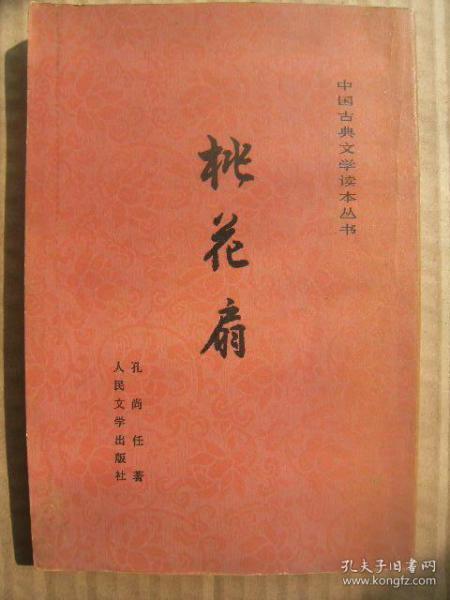 中国古典文学读本丛书
桃花扇
孔尚任著
人民文学出版社
孔夫子旧书网
www.kongfz.com